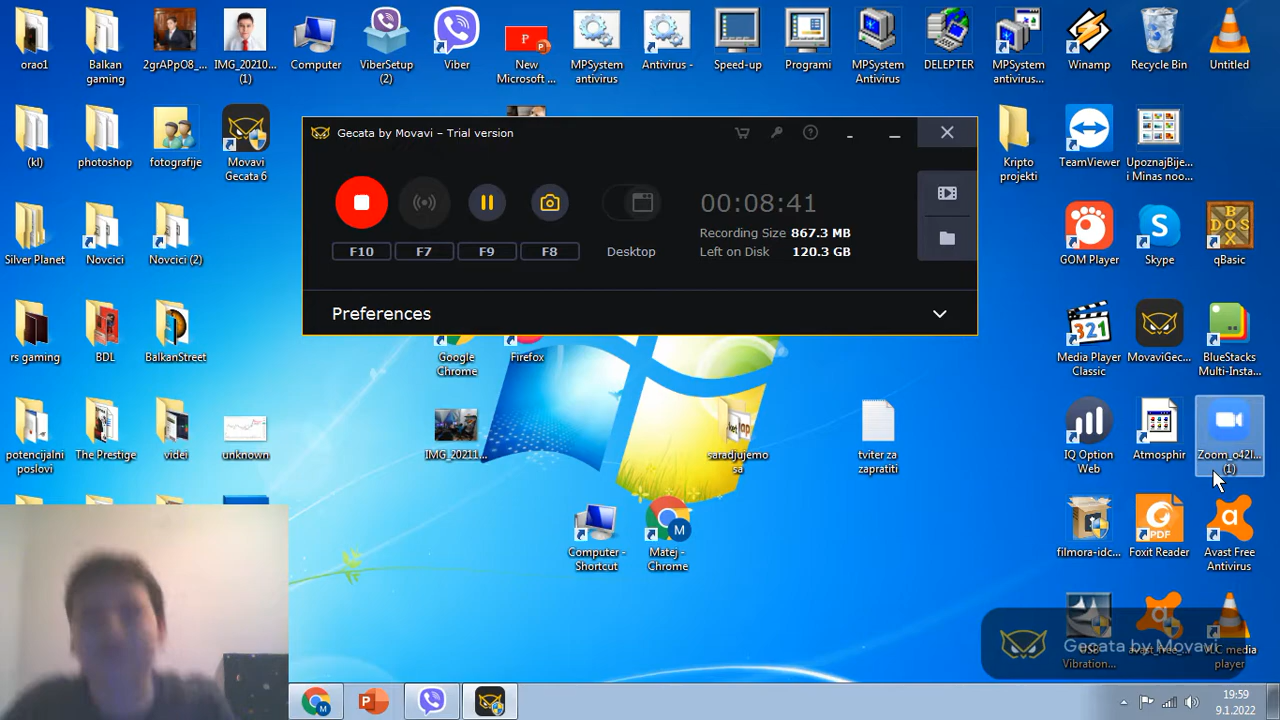 orao1
Balkan
gaming
2grAPpO8_...
IMG_20210...
(1)
Computer
ViberSetup
(2)
Viber
New
Microsoft ...
MPSystem
antivirus
Antivirus -
Speed-up
Programi
MPSystem
Antivirus
DELEPTER
MPSystem
antivirus...
Winamp
Recycle Bin
Untitled
(kl)
photoshop
fotografije
Movavi
Gecata 6
Gecata by Movavi – Trial version
00:08:41
Recording Size 867.3 MB
Left on Disk 120.3 GB
F10
F7
F9
F8
Desktop
Preferences
Kripto
projekti
TeamViewer
UpoznajBije...
i Minas noo...
Silver Planet
Novcici
Novcici (2)
GOM Player
Skype
qBasic
rs gaming
BDL
BalkanStreet
Google
Chrome
Firefox
Media Player
Classic
MovaviGec...
BlueStacks
Multi-Insta...
potencijalni
poslovi
The Prestige
videi
unknown
IMG_20211...
saradjujemo
sa
tviter za
zapratiti
IQ Option
Web
Atmosphir
Zoom_o42l...
(1)
Computer -
Shortcut
Matej -
Chrome
filmora-idc...
Foxit Reader
Avast Free
Antivirus
USB
Vibration...
avast_free_...
VLC media
player
Gecata by Movavi
19:59
9.1.2022